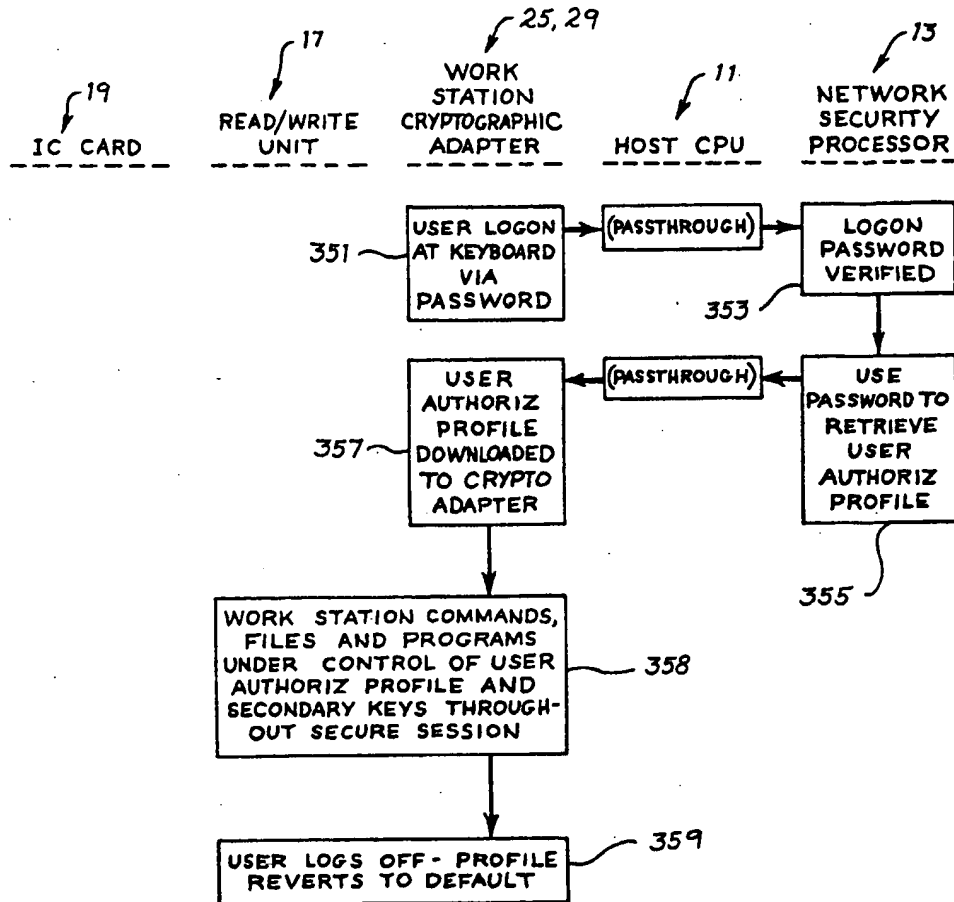 25, 29
17
13
11
19
WORK
STATION
CRYPTOGRAPHIC
ADAPTER
NETWORK
SECURITY
PROCESSOR
READ/WRITE
UNIT
IC CARD
HOST CPU
USER LOGON
AT KEYBOARD
VIA
PASSWORD
351
(PASSTHROUGH)
LOGON
PASSWORD
VERIFIED
353
USER
AUTHORIZ
PROFILE
DOWNLOADED
TO CRYPTO
ADAPTER
357
(PASSTHROUGH)
USE
PASSWORD TO
RETRIEVE
USER
AUTHORIZ
PROFILE
355
WORK STATION COMMANDS,
FILES AND PROGRAMS
UNDER CONTROL OF USER
AUTHORIZ PROFILE AND
SECONDARY KEYS THROUGH-
OUT SECURE SESSION
358
USER LOGS OFF - PROFILE
REVERTS TO DEFAULT
359